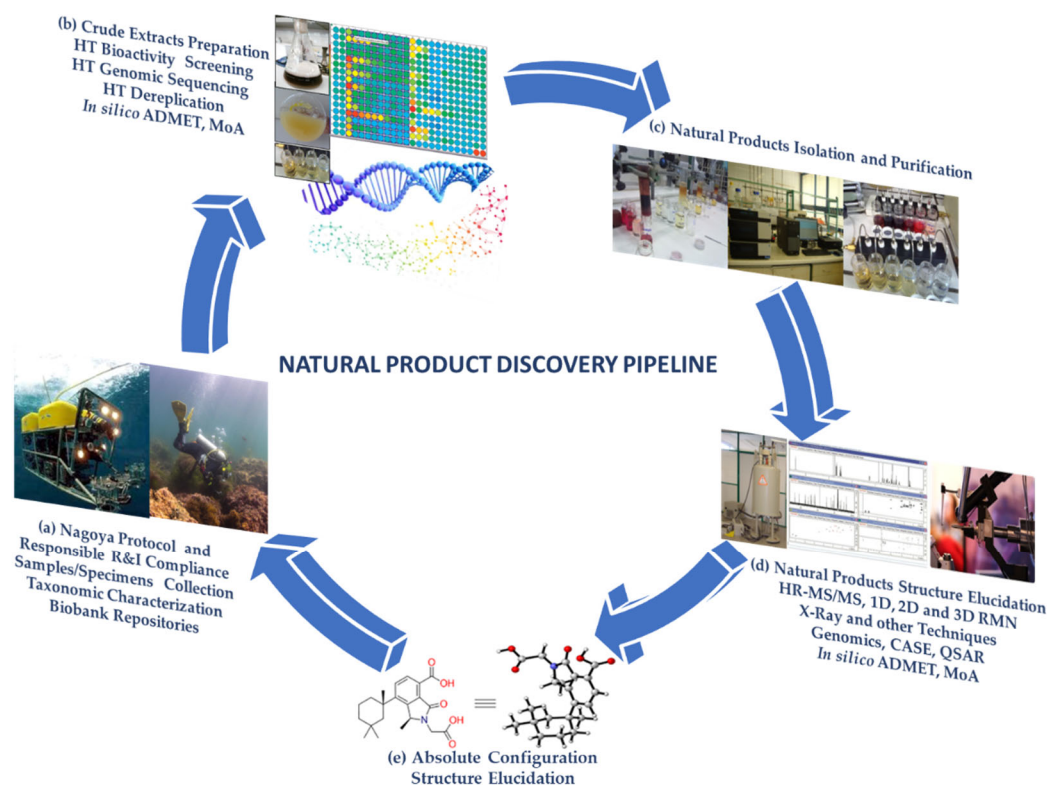 (b) Crude Extracts Preparation
HT Bioactivity Screening
HT Genomic Sequencing
HT Dereplication
In silico ADMET, MoA
(c) Natural Products Isolation and Purification
NATURAL PRODUCT DISCOVERY PIPELINE
(a) Nagoya Protocol and
Responsible R&I Compliance
Samples/Specimens Collection
Taxonomic Characterization
Biobank Repositories
(d) Natural Products Structure Elucidation
HR-MS/MS, 1D, 2D and 3D RMN
X-Ray and other Techniques
Genomics, CASE, QSAR
In silico ADMET, MoA
O
OH
O
N
OH
O
(e) Absolute Configuration
Structure Elucidation